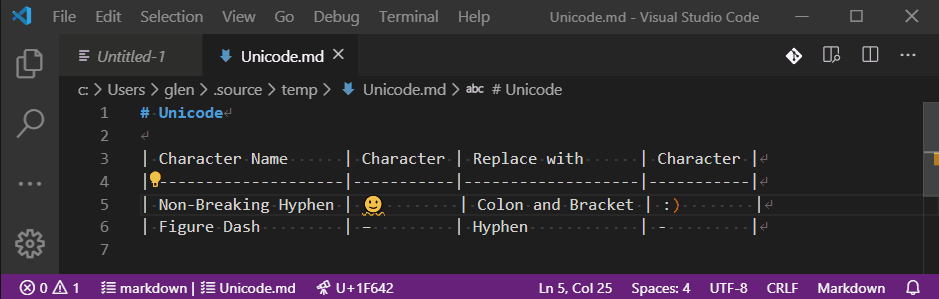 File Edit Selection View Go Debug Terminal Help Unicode.md - Visual Studio Code
Untitled-1 Unicode.md
c: > Users > glen > .source > temp > Unicode.md > abc # Unicode
1 # Unicode
2
3 | Character Name | Character | Replace with | Character |
4 |--------------------|-----------|-------------------|-----------|
5 | Non-Breaking Hyphen | 🙂 | Colon and Bracket | :) |
6 | Figure Dash | ‒ | Hyphen | - |
7
0 1 markdown | Unicode.md U+1F642 Ln 5, Col 25 Spaces: 4 UTF-8 CRLF Markdown